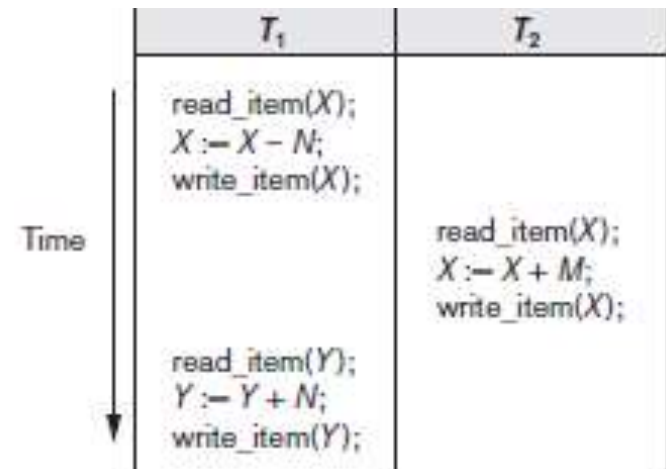 T₁ T₂
read_item(X);
X := X – N;
write_item(X);
Time
read_item(X);
X := X + M;
write_item(X);
read_item(Y);
Y := Y + N;
write_item(Y);